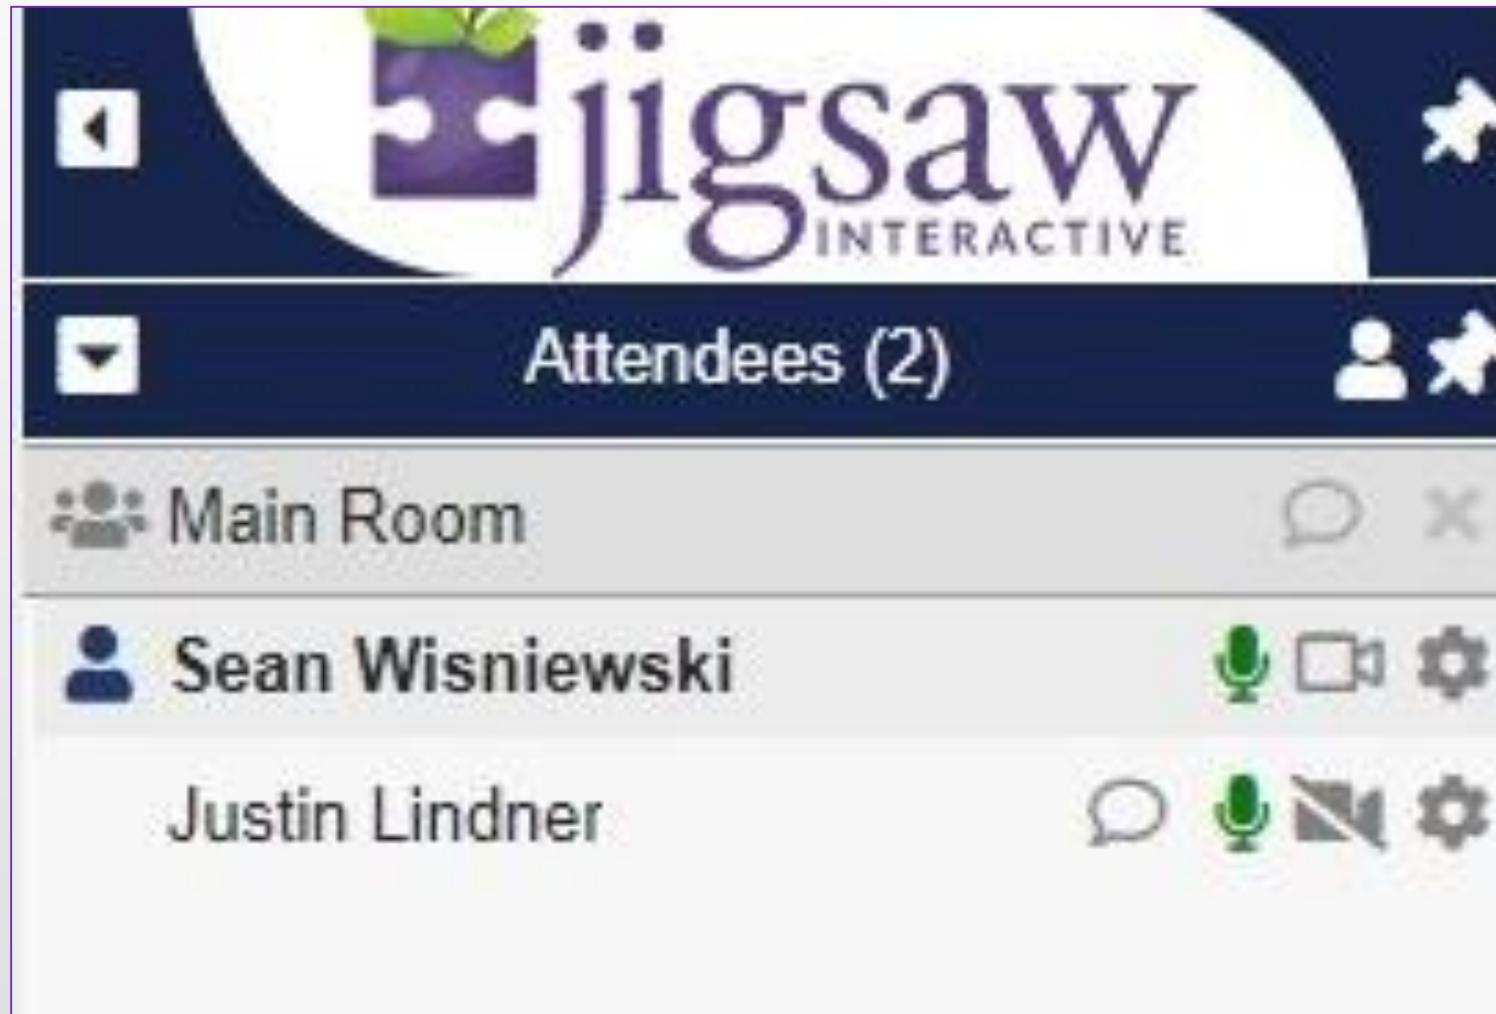 jigsaw
INTERACTIVE
Attendees (2)
Main Room
Sean Wisniewski
Justin Lindner